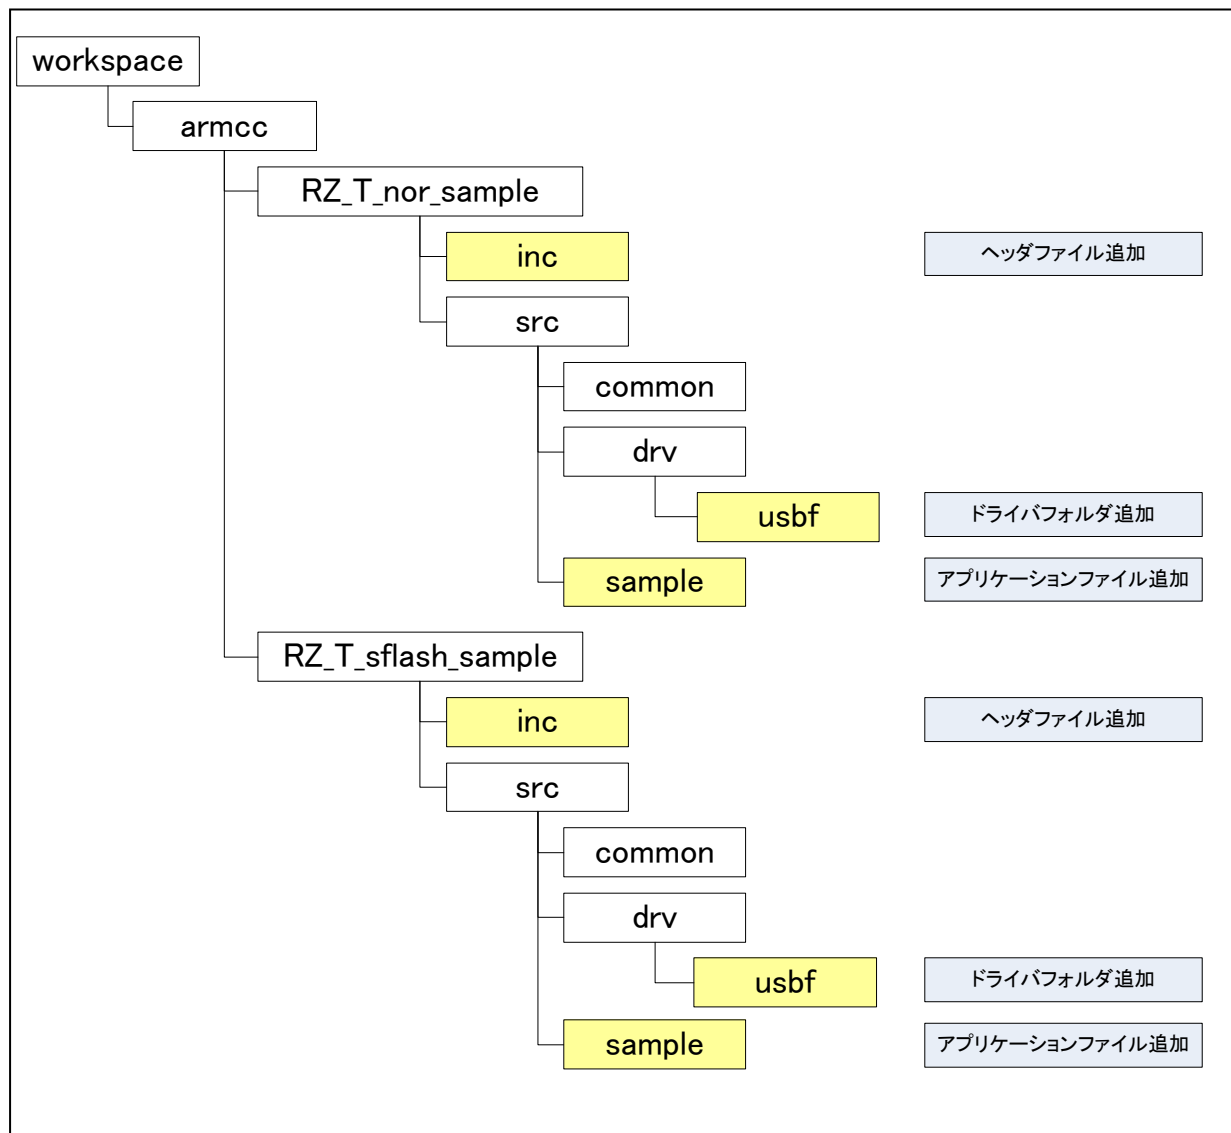 workspace
armcc
RZ_T_nor_sample
inc
ヘッダファイル追加
src
common
drv
usbf
ドライバフォルダ追加
sample
アプリケーションファイル追加
RZ_T_sflash_sample
inc
ヘッダファイル追加
src
common
drv
usbf
ドライバフォルダ追加
sample
アプリケーションファイル追加